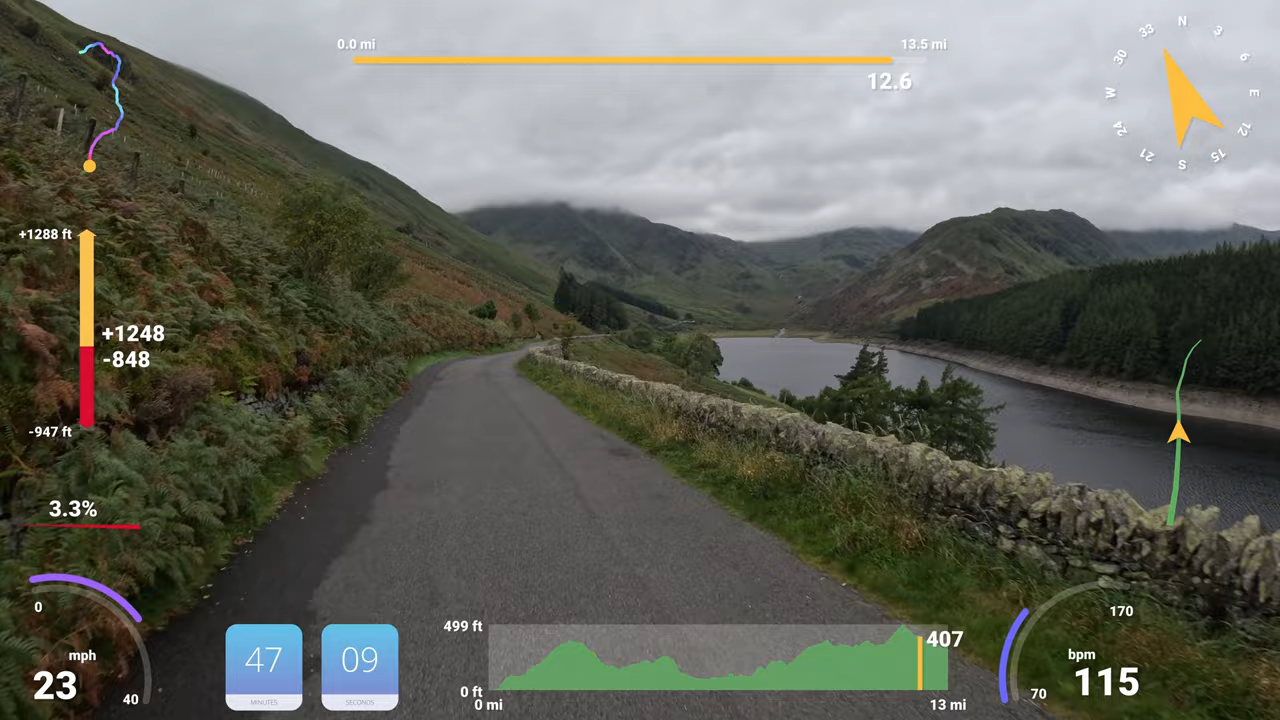 0.0 mi
13.5 mi
12.6
N
3
6
E
12
15
S
21
24
W
30
33
+1288 ft
+1248
-848
-947 ft
3.3%
0
mph
23
40
47
MINUTES
09
SECONDS
499 ft
407
0 ft
0 mi
13 mi
170
bpm
115
70